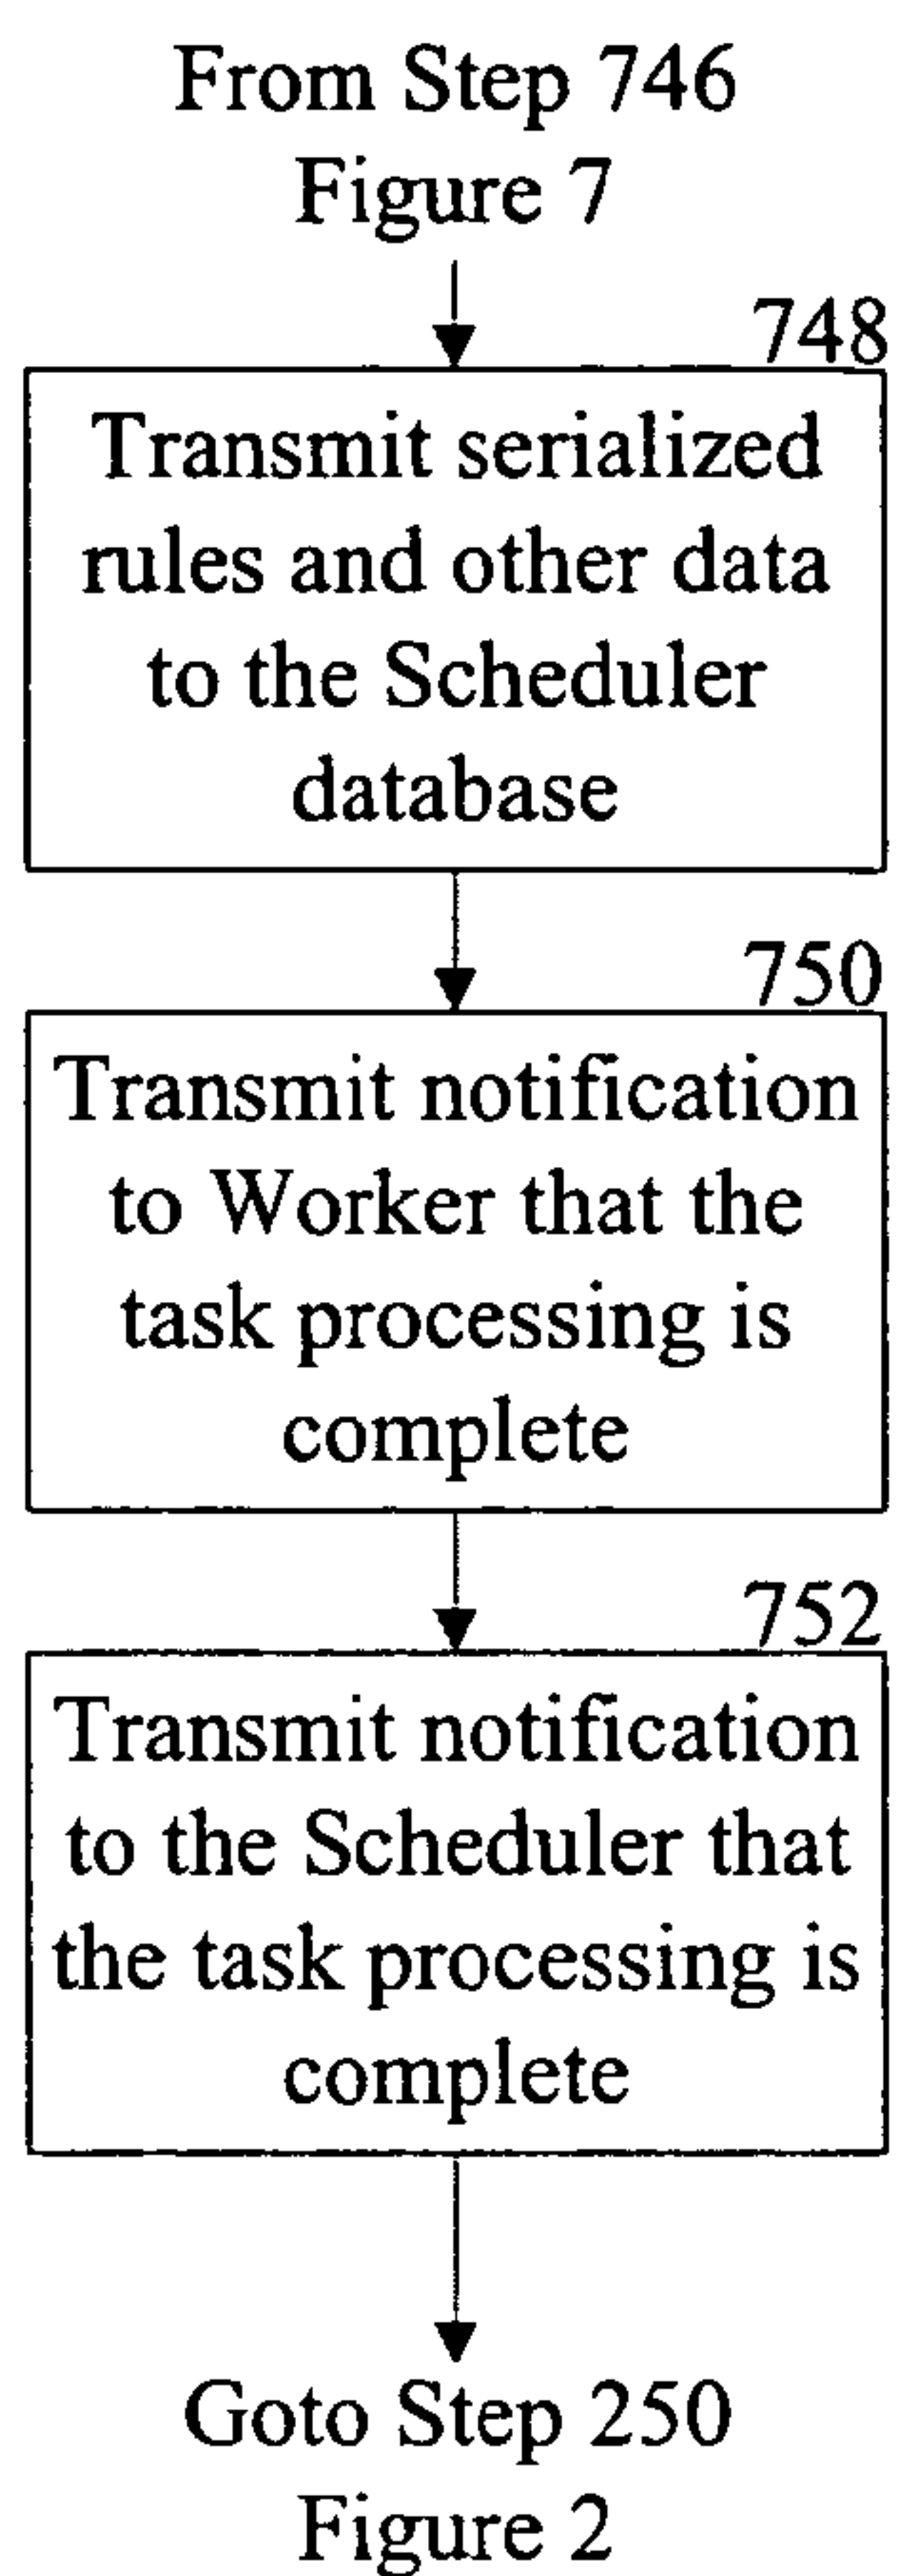 From Step 746
Figure 7
748
Transmit serialized
rules and other data
to the Scheduler
database
750
Transmit notification
to Worker that the
task processing is
complete
752
Transmit notification
to the Scheduler that
the task processing is
complete
Goto Step 250
Figure 2